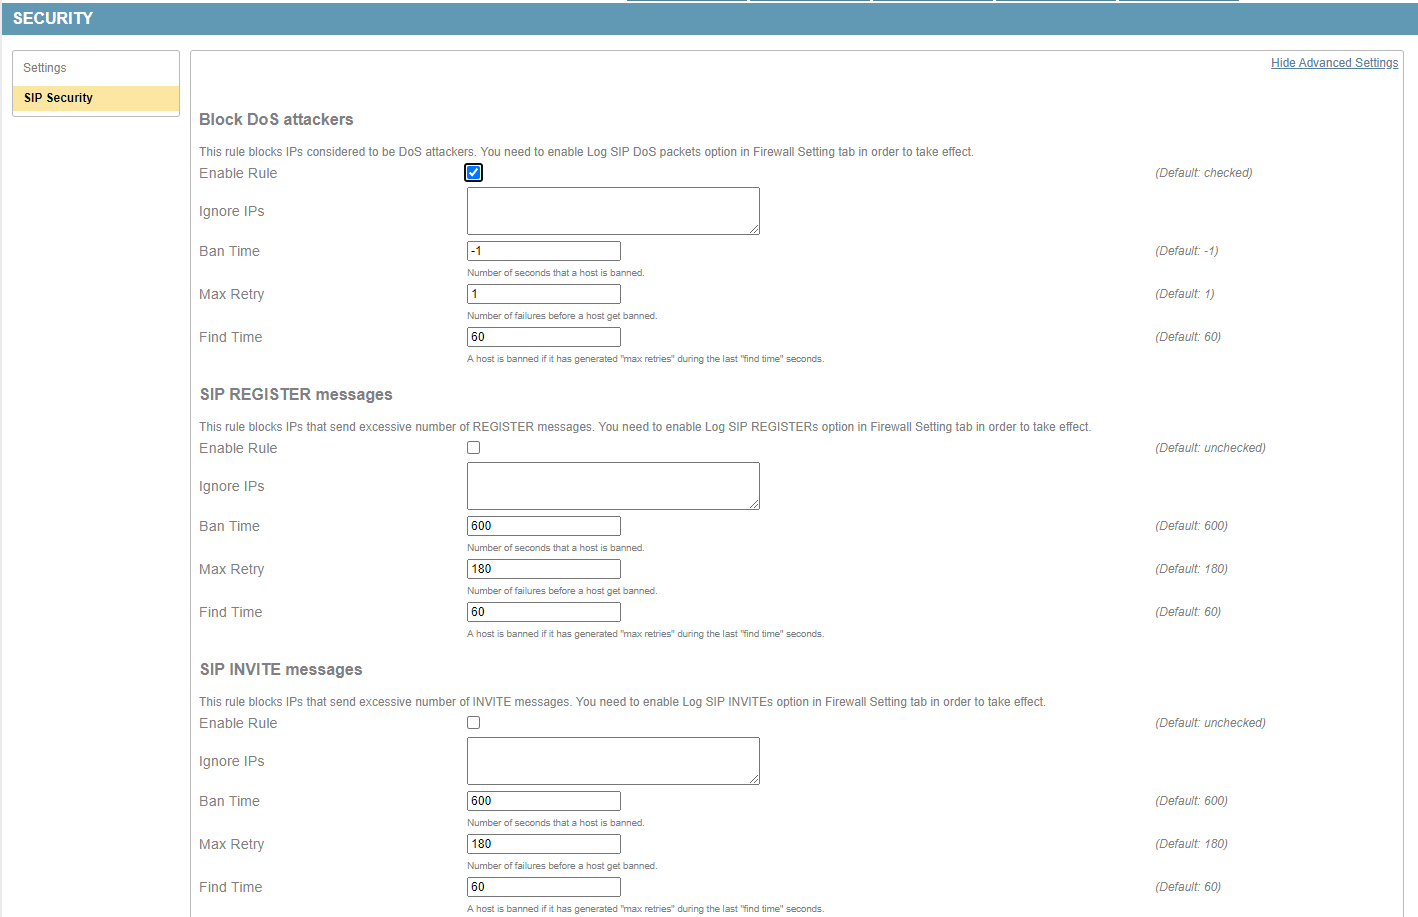 SECURITY
Settings
SIP Security
Hide Advanced Settings
Block DoS attackers
This rule blocks IPs considered to be DoS attackers. You need to enable Log SIP DoS packets option in Firewall Setting tab in order to take effect.
Enable Rule (Default: checked)
Ignore IPs
Ban Time -1 (Default: -1)
Number of seconds that a host is banned.
Max Retry 1 (Default: 1)
Number of failures before a host get banned.
Find Time 60 (Default: 60)
A host is banned if it has generated "max retries" during the last "find time" seconds.
SIP REGISTER messages
This rule blocks IPs that send excessive number of REGISTER messages. You need to enable Log SIP REGISTERs option in Firewall Setting tab in order to take effect.
Enable Rule (Default: unchecked)
Ignore IPs
Ban Time 600 (Default: 600)
Number of seconds that a host is banned.
Max Retry 180 (Default: 180)
Number of failures before a host get banned.
Find Time 60 (Default: 60)
A host is banned if it has generated "max retries" during the last "find time" seconds.
SIP INVITE messages
This rule blocks IPs that send excessive number of INVITE messages. You need to enable Log SIP INVITEs option in Firewall Setting tab in order to take effect.
Enable Rule (Default: unchecked)
Ignore IPs
Ban Time 600 (Default: 600)
Number of seconds that a host is banned.
Max Retry 180 (Default: 180)
Number of failures before a host get banned.
Find Time 60 (Default: 60)
A host is banned if it has generated "max retries" during the last "find time" seconds.